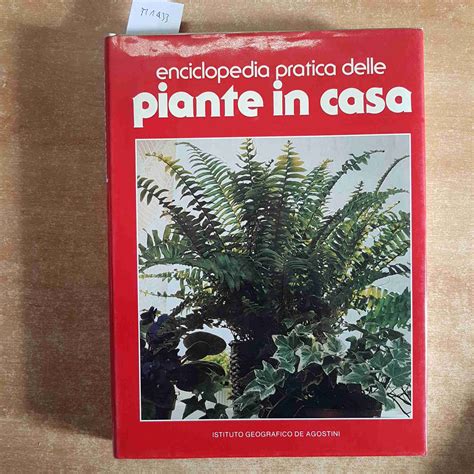 enciclopedia pratica delle
piante in casa
ISTITUTO GEOGRAFICO DE AGOSTINI